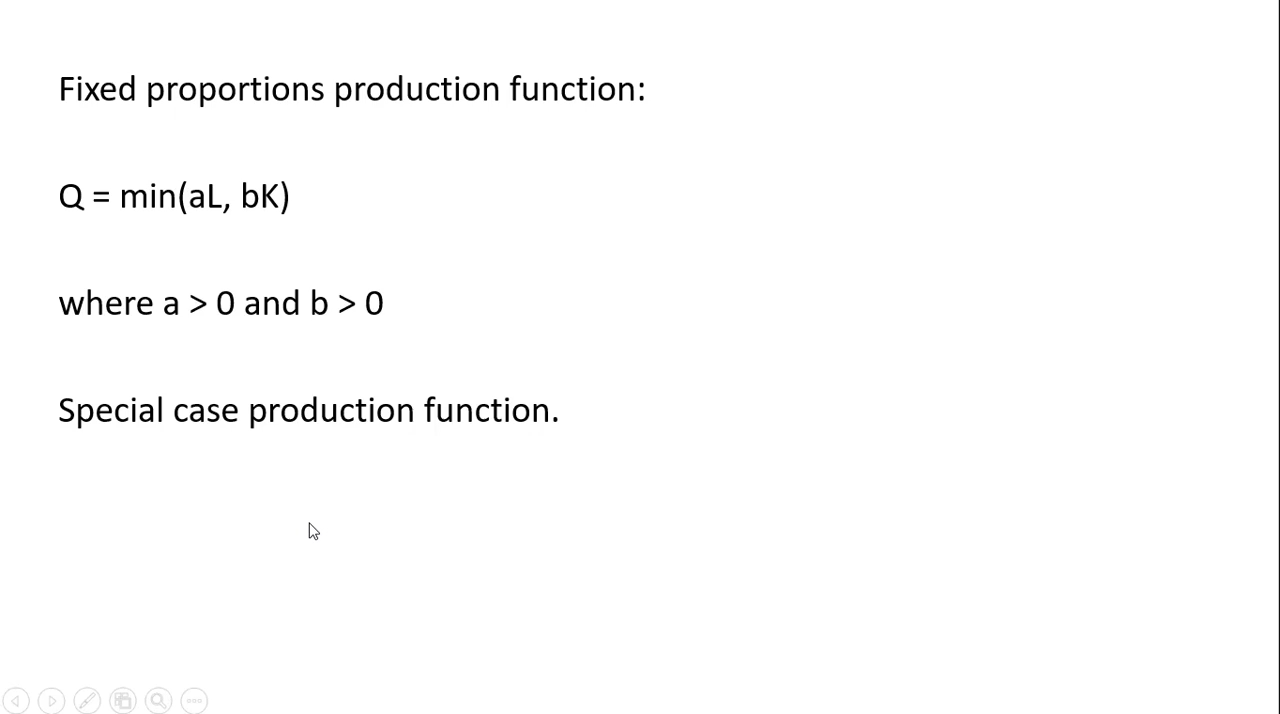 Fixed proportions production function:
Q = min(aL, bK)
where a > 0 and b > 0
Special case production function.